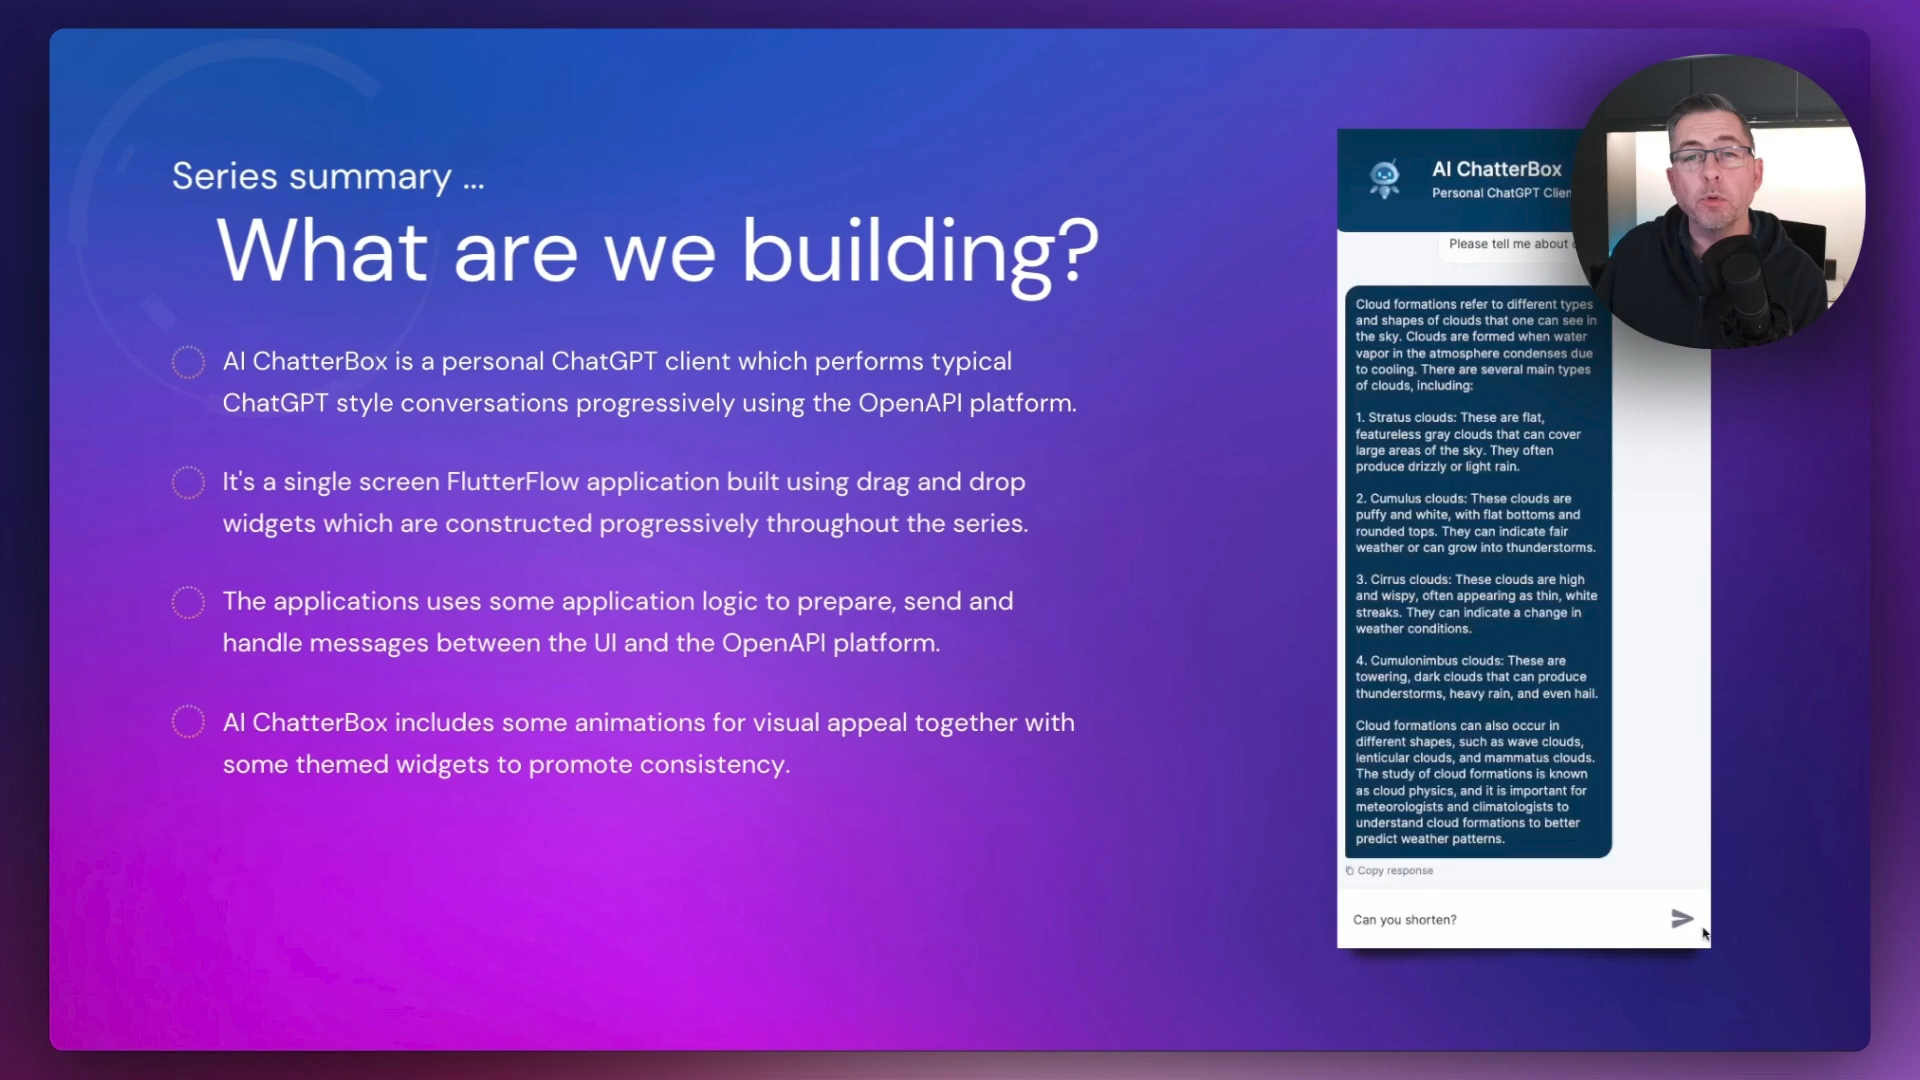 Series summary ...
What are we building?
AI ChatterBox is a personal ChatGPT client which performs typical
ChatGPT style conversations progressively using the OpenAPI platform.
It's a single screen FlutterFlow application built using drag and drop
widgets which are constructed progressively throughout the series.
The applications uses some application logic to prepare, send and
handle messages between the UI and the OpenAPI platform.
AI ChatterBox includes some animations for visual appeal together with
some themed widgets to promote consistency.
AI ChatterBox
Personal ChatGPT
Please tell me about
Cloud formations refer to different types
and shapes of clouds that one can see in
the sky. Clouds are formed when water
vapor in the atmosphere condenses due
to cooling. There are several main types
of clouds, including:
1. Stratus clouds: These are flat,
featureless gray clouds that can cover
large areas of the sky. They often
produce drizzly or light rain.
2. Cumulus clouds: These clouds are
puffy and white, with flat bottoms and
rounded tops. They can indicate fair
weather or can grow into thunderstorms.
3. Cirrus clouds: These clouds are high
and wispy, often appearing as thin, white
streaks. They can indicate a change in
weather conditions.
4. Cumulonimbus clouds: These are
towering, dark clouds that can produce
thunderstorms, heavy rain, and even hail.
Cloud formations can also occur in
different shapes, such as wave clouds,
lenticular clouds, and mammatus clouds.
The study of cloud formations is known
as cloud physics, and it is important for
meteorologists and climatologists to
understand cloud formations to better
predict weather patterns.
Copy response
Can you shorten?